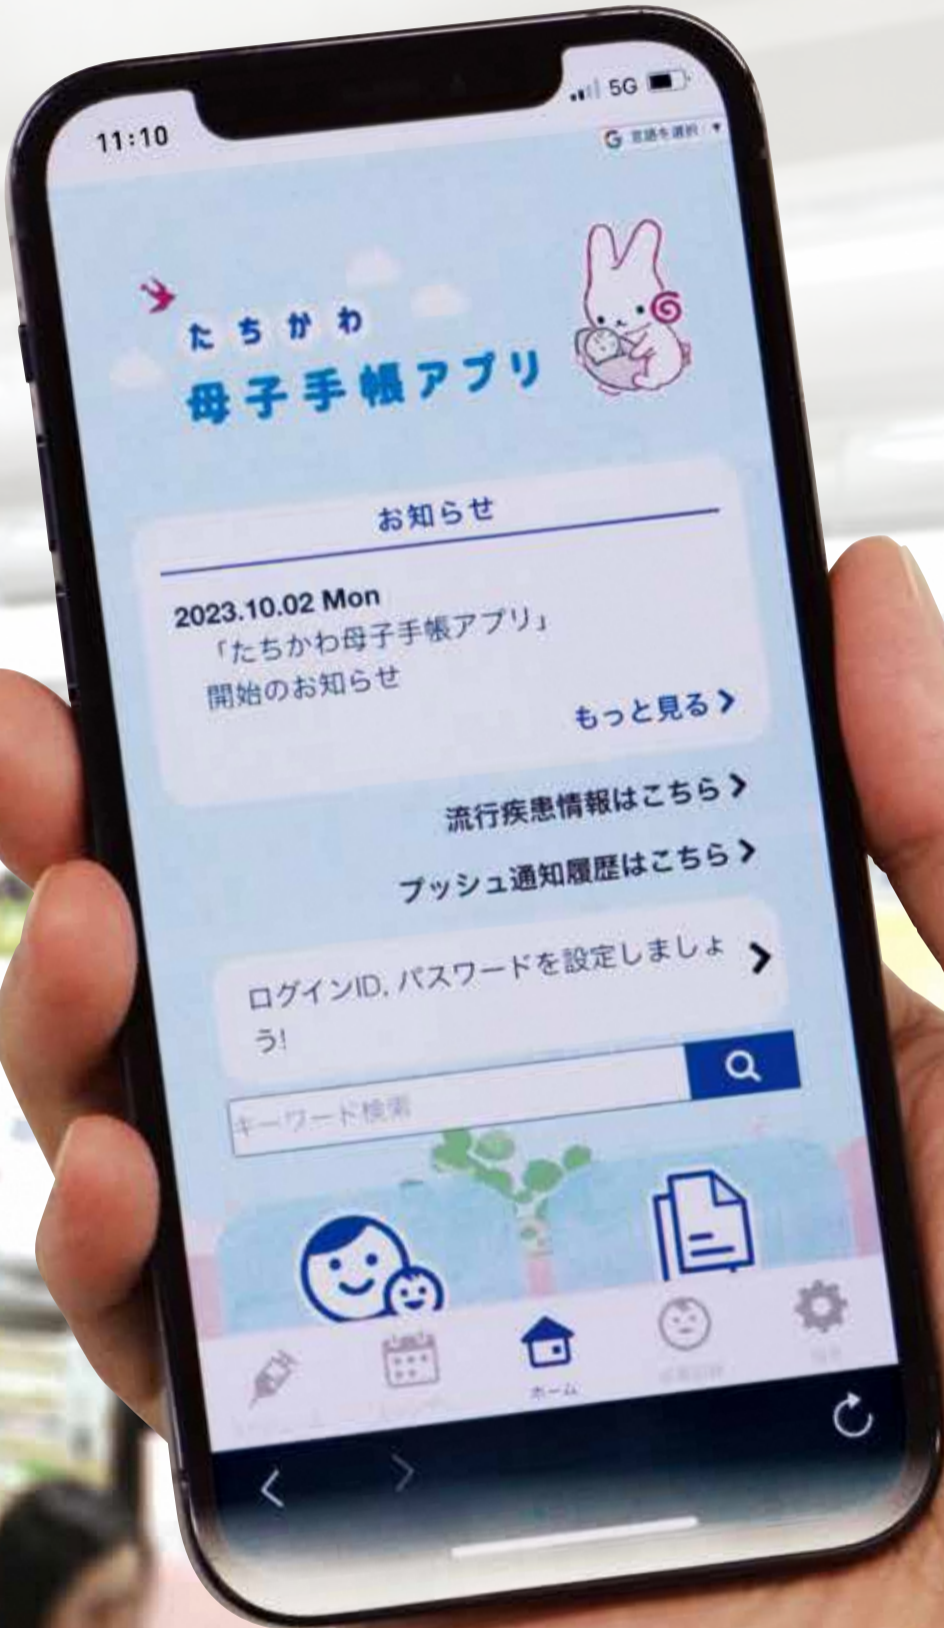 11:10
5G
G 言語を選択 ▼
たちかわ
母子手帳アプリ
お知らせ
2023.10.02 Mon
「たちかわ母子手帳アプリ」
開始のお知らせ
もっと見る
流行疾患情報はこちら
プッシュ通知履歴はこちら
ログインID, パスワードを設定しましょ
う!
キーワード検索
ホーム